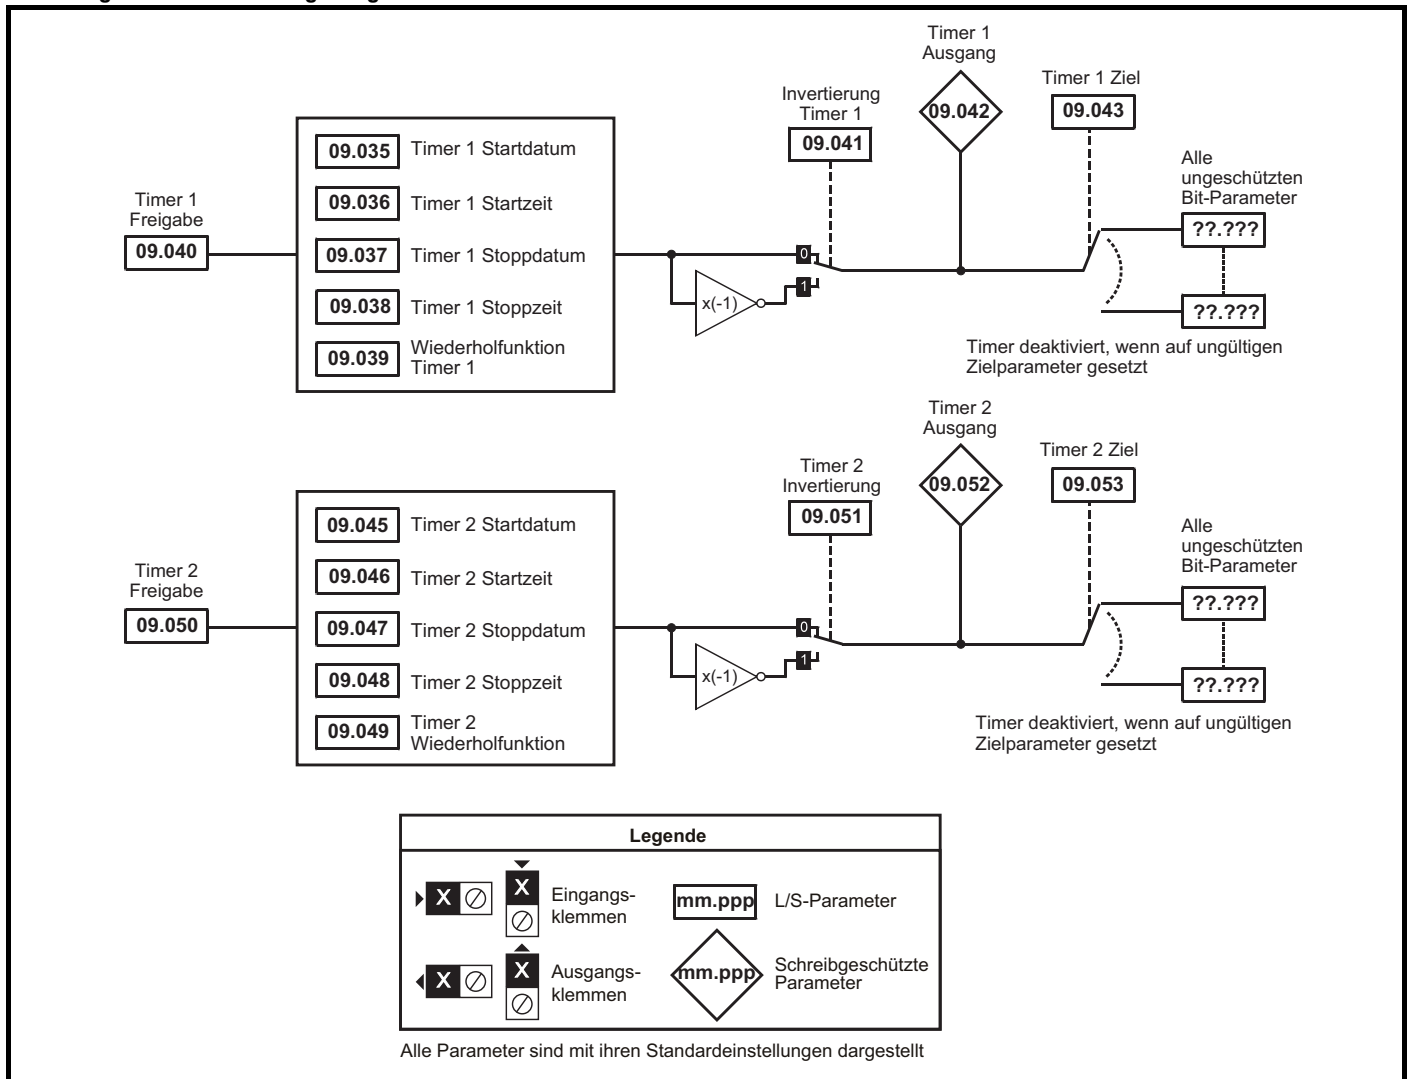 Timer 1
Ausgang
09.042
Timer 1 Ziel
09.043
Invertierung
Timer 1
09.041
Alle
ungeschützten
Bit-Parameter
??.???
??.???
Timer 1
Freigabe
09.040
09.035 Timer 1 Startdatum
09.036 Timer 1 Startzeit
09.037 Timer 1 Stoppdatum
09.038 Timer 1 Stoppzeit
09.039 Wiederholfunktion
Timer 1
0
1
x(-1)
Timer deaktiviert, wenn auf ungültigen
Zielparameter gesetzt
Timer 2
Ausgang
09.052
Timer 2 Ziel
09.053
Timer 2
Invertierung
09.051
Alle
ungeschützten
Bit-Parameter
??.???
??.???
Timer 2
Freigabe
09.050
09.045 Timer 2 Startdatum
09.046 Timer 2 Startzeit
09.047 Timer 2 Stoppdatum
09.048 Timer 2 Stoppzeit
09.049 Timer 2
Wiederholfunktion
0
1
x(-1)
Timer deaktiviert, wenn auf ungültigen
Zielparameter gesetzt
Legende
X
X
Eingangs-
klemmen
mm.ppp L/S-Parameter
X
X
Ausgangs-
klemmen
mm.ppp Schreibgeschützte
Parameter
Alle Parameter sind mit ihren Standardeinstellungen dargestellt